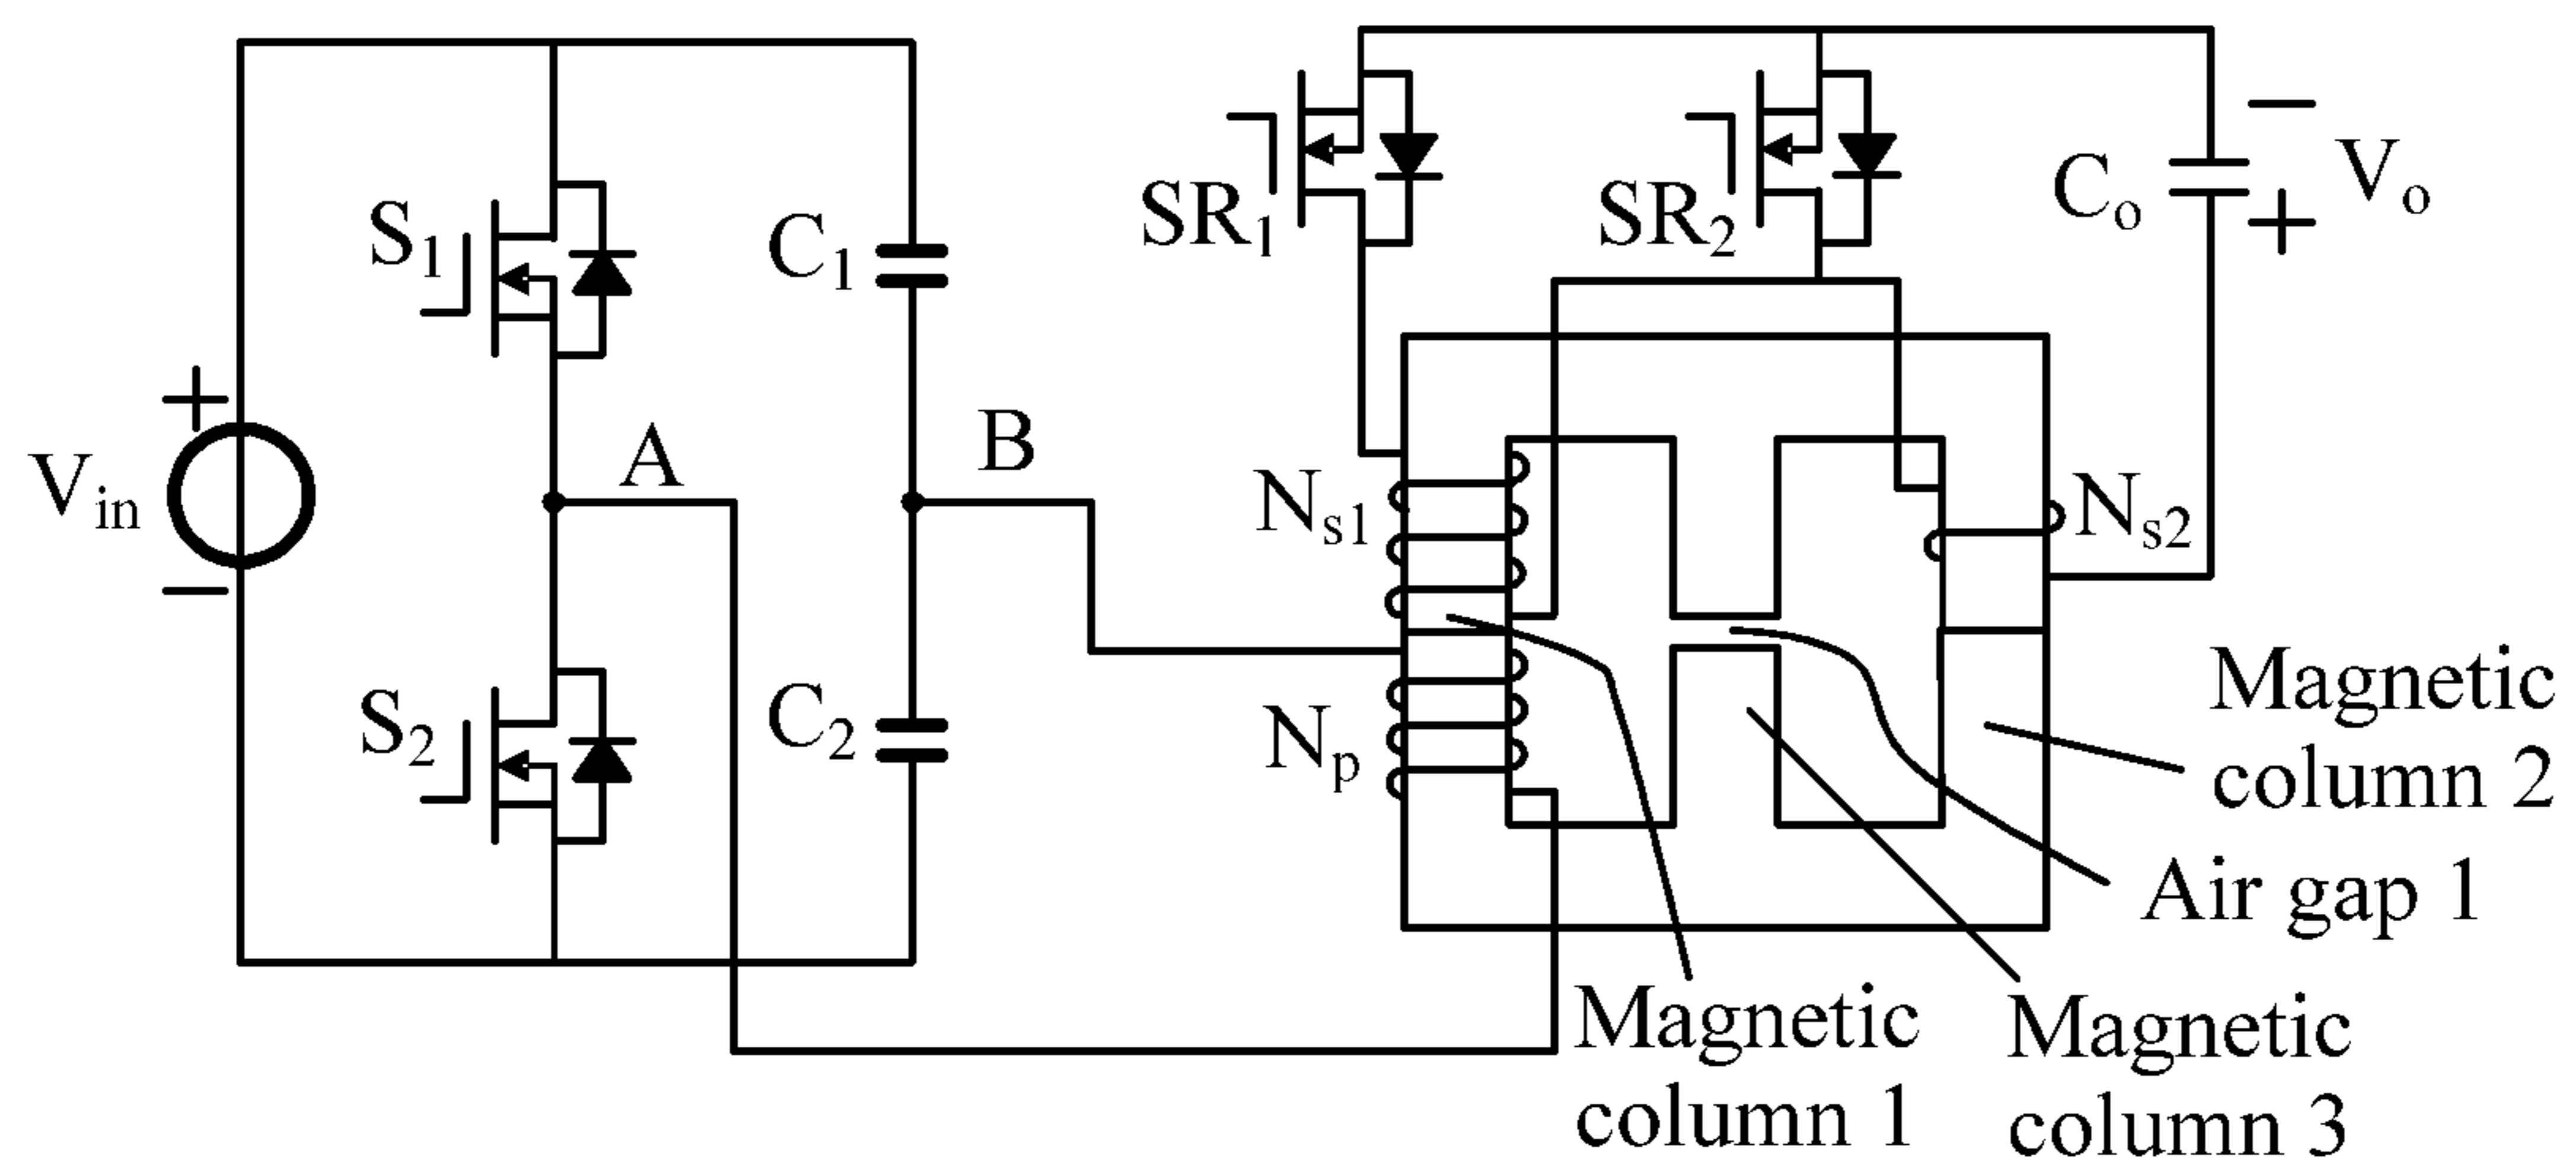 SR₁
SR₂
Cₒ
−
Vₒ
+
S₁
C₁
+
Vᵢₙ
−
A
B
Nₛ₁
Nₛ₂
S₂
C₂
Nₚ
Magnetic
column 2
Air gap 1
Magnetic
column 1
Magnetic
column 3